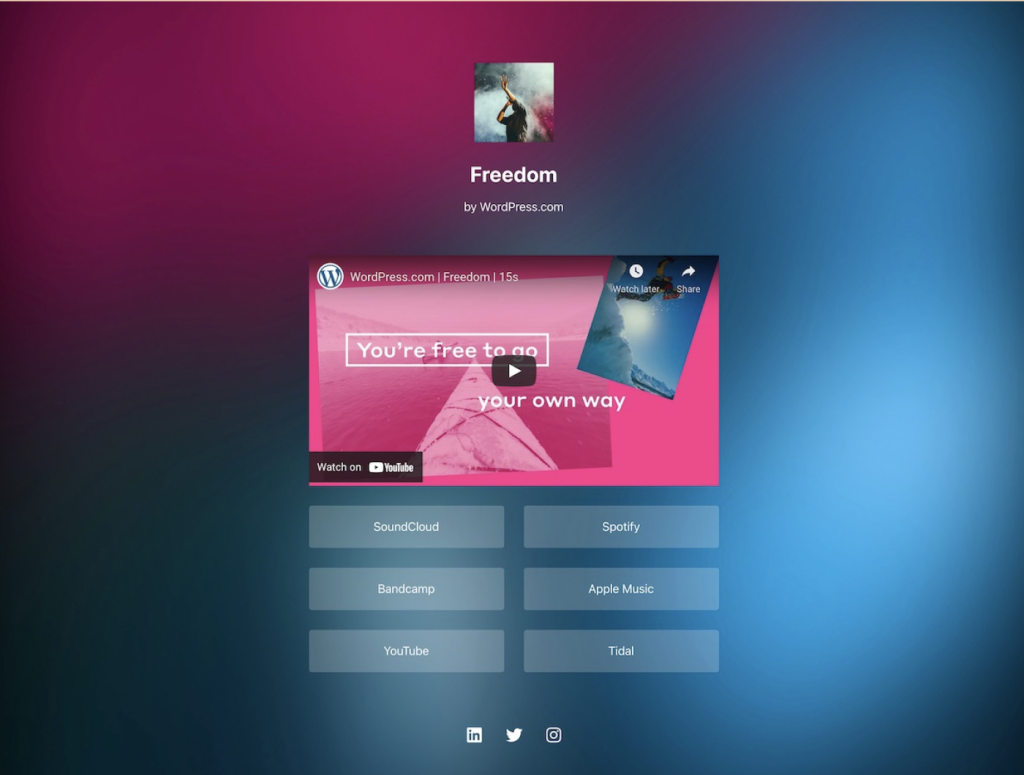 Freedom
by WordPress.com
WordPress.com | Freedom | 15s
Watch later
Share
You're free to go
your own way
Watch on YouTube
SoundCloud
Spotify
Bandcamp
Apple Music
YouTube
Tidal
in